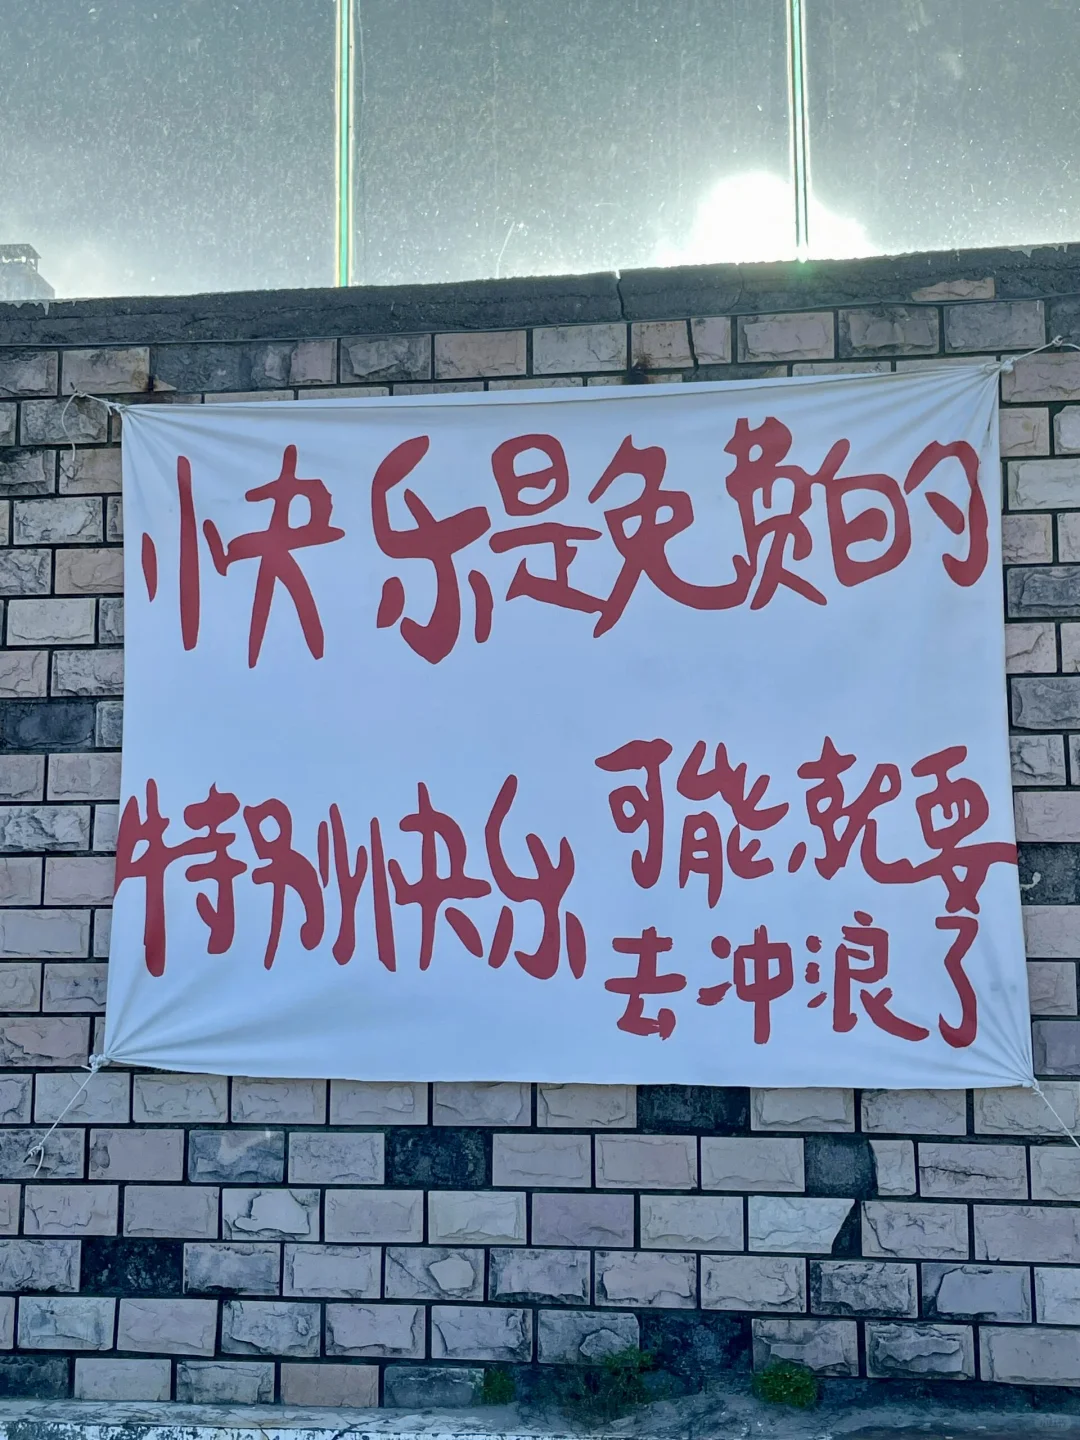 快乐是免费的
特别快乐可能就要
去冲浪了